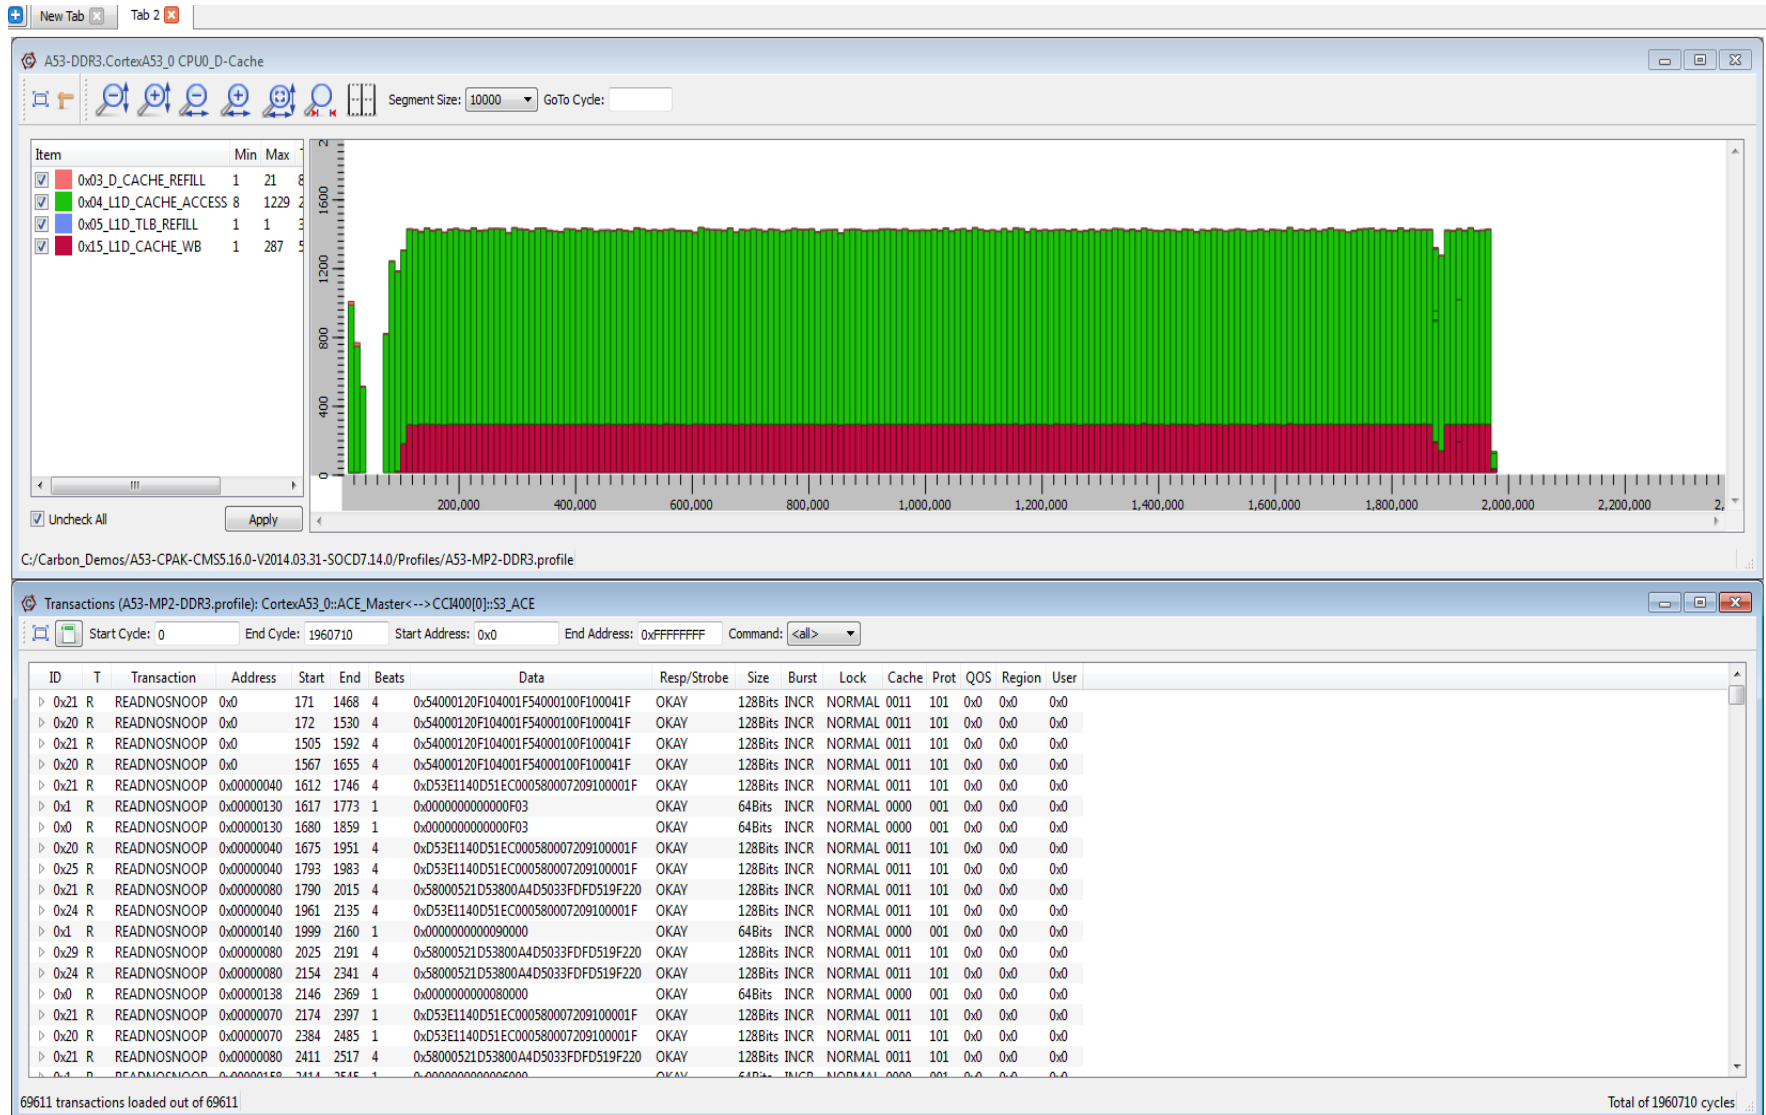 New Tab Tab 2
A53-DDR3.CortexA53_0 CPU0_D-Cache
Segment Size: 10000 GoTo Cycle:
Item Min Max
0x03_D_CACHE_REFILL 1 21 8
0x04_L1D_CACHE_ACCESS 8 1229 2
0x05_L1D_TLB_REFILL 1 1 3
0x15_L1D_CACHE_WB 1 287 5
2
1600
1200
800
400
0
200,000 400,000 600,000 800,000 1,000,000 1,200,000 1,400,000 1,600,000 1,800,000 2,000,000 2,200,000 2,
Uncheck All Apply
C:/Carbon_Demos/A53-CPAK-CMS5.16.0-V2014.03.31-SOCD7.14.0/Profiles/A53-MP2-DDR3.profile
Transactions (A53-MP2-DDR3.profile): CortexA53_0::ACE_Master<-->CCI400[0]::S3_ACE
Start Cycle: 0 End Cycle: 1960710 Start Address: 0x0 End Address: 0xFFFFFFFF Command: <all>
ID T Transaction Address Start End Beats Data Resp/Strobe Size Burst Lock Cache Prot QOS Region User
0x21 R READNOSNOOP 0x0 171 1468 4 0x54000120F104001F54000100F100041F OKAY 128Bits INCR NORMAL 0011 101 0x0 0x0 0x0
0x20 R READNOSNOOP 0x0 172 1530 4 0x54000120F104001F54000100F100041F OKAY 128Bits INCR NORMAL 0011 101 0x0 0x0 0x0
0x21 R READNOSNOOP 0x0 1505 1592 4 0x54000120F104001F54000100F100041F OKAY 128Bits INCR NORMAL 0011 101 0x0 0x0 0x0
0x20 R READNOSNOOP 0x0 1567 1655 4 0x54000120F104001F54000100F100041F OKAY 128Bits INCR NORMAL 0011 101 0x0 0x0 0x0
0x21 R READNOSNOOP 0x00000040 1612 1746 4 0xD53E1140D51EC000580007209100001F OKAY 128Bits INCR NORMAL 0011 101 0x0 0x0 0x0
0x1 R READNOSNOOP 0x00000130 1617 1773 1 0x0000000000000F03 OKAY 64Bits INCR NORMAL 0000 001 0x0 0x0 0x0
0x0 R READNOSNOOP 0x00000130 1680 1859 1 0x0000000000000F03 OKAY 64Bits INCR NORMAL 0000 001 0x0 0x0 0x0
0x20 R READNOSNOOP 0x00000040 1675 1951 4 0xD53E1140D51EC000580007209100001F OKAY 128Bits INCR NORMAL 0011 101 0x0 0x0 0x0
0x25 R READNOSNOOP 0x00000040 1793 1983 4 0xD53E1140D51EC000580007209100001F OKAY 128Bits INCR NORMAL 0011 101 0x0 0x0 0x0
0x21 R READNOSNOOP 0x00000080 1790 2015 4 0x58000521D53800A4D5033FDFD519F220 OKAY 128Bits INCR NORMAL 0011 101 0x0 0x0 0x0
0x24 R READNOSNOOP 0x00000040 1961 2135 4 0xD53E1140D51EC000580007209100001F OKAY 128Bits INCR NORMAL 0011 101 0x0 0x0 0x0
0x1 R READNOSNOOP 0x00000140 1999 2160 1 0x0000000000090000 OKAY 64Bits INCR NORMAL 0000 001 0x0 0x0 0x0
0x29 R READNOSNOOP 0x00000080 2025 2191 4 0x58000521D53800A4D5033FDFD519F220 OKAY 128Bits INCR NORMAL 0011 101 0x0 0x0 0x0
0x24 R READNOSNOOP 0x00000080 2154 2341 4 0x58000521D53800A4D5033FDFD519F220 OKAY 128Bits INCR NORMAL 0011 101 0x0 0x0 0x0
0x0 R READNOSNOOP 0x00000138 2146 2369 1 0x0000000000080000 OKAY 64Bits INCR NORMAL 0000 001 0x0 0x0 0x0
0x21 R READNOSNOOP 0x00000070 2174 2397 1 0xD53E1140D51EC000580007209100001F OKAY 128Bits INCR NORMAL 0011 101 0x0 0x0 0x0
0x20 R READNOSNOOP 0x00000070 2384 2485 1 0xD53E1140D51EC000580007209100001F OKAY 128Bits INCR NORMAL 0011 101 0x0 0x0 0x0
0x21 R READNOSNOOP 0x00000080 2411 2517 4 0x58000521D53800A4D5033FDFD519F220 OKAY 128Bits INCR NORMAL 0011 101 0x0 0x0 0x0
69611 transactions loaded out of 69611 Total of 1960710 cycles